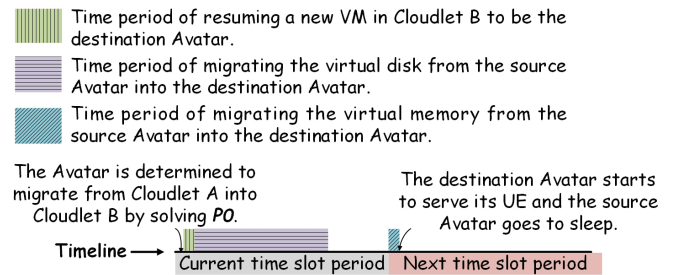 Time period of resuming a new VM in Cloudlet B to be the
destination Avatar.
Time period of migrating the virtual disk from the source
Avatar into the destination Avatar.
Time period of migrating the virtual memory from the
source Avatar into the destination Avatar.
The Avatar is determined to
migrate from Cloudlet A into
Cloudlet B by solving PO.
The destination Avatar starts
to serve its UE and the source
Avatar goes to sleep.
Timeline
Current time slot period
Next time slot period